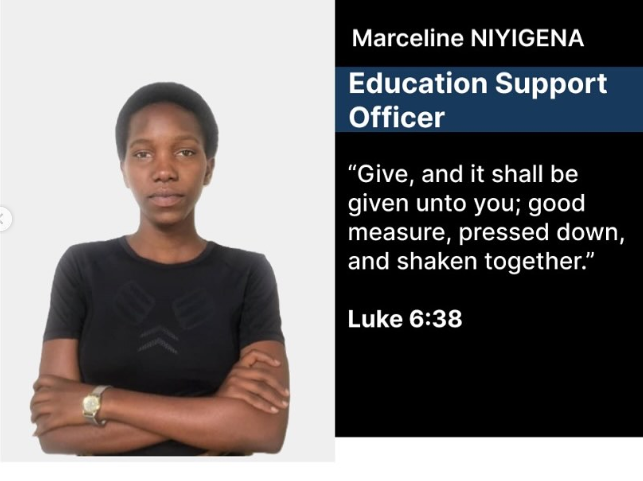 Marceline NIYIGENA
Education Support
Officer
“Give, and it shall be
given unto you; good
measure, pressed down,
and shaken together.”
Luke 6:38